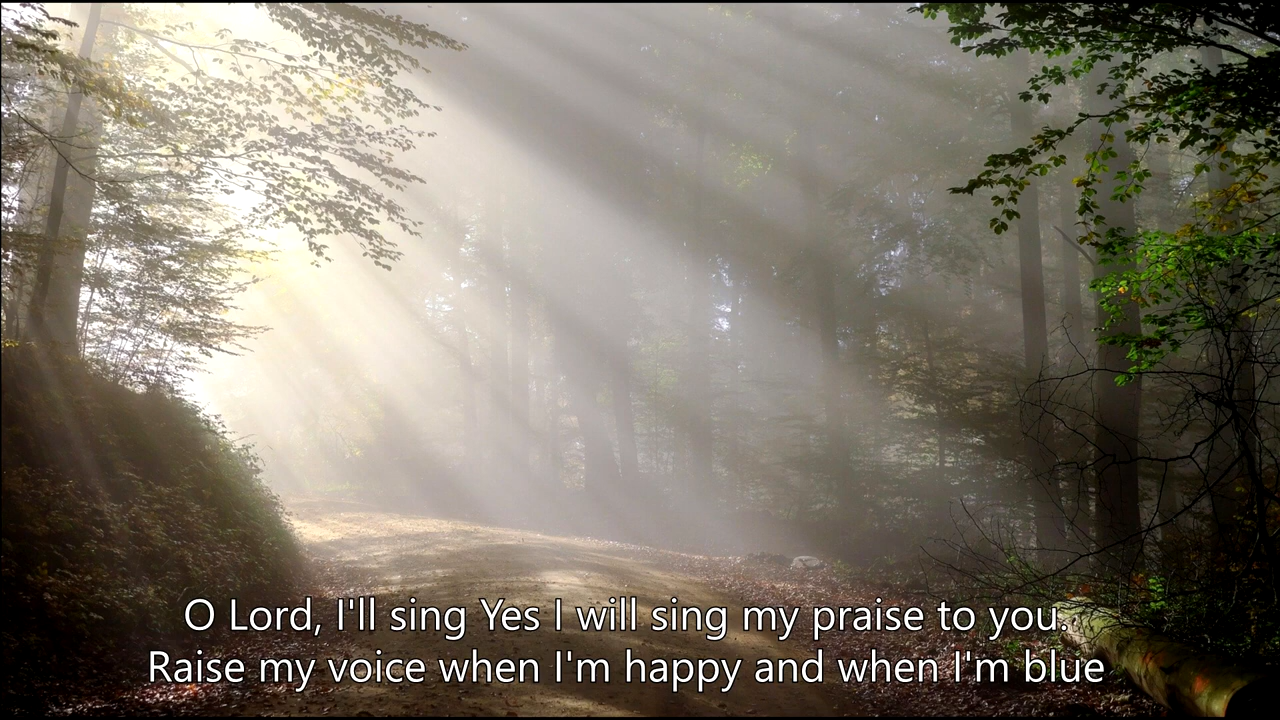 O Lord, I'll sing Yes I will sing my praise to you.
Raise my voice when I'm happy and when I'm blue